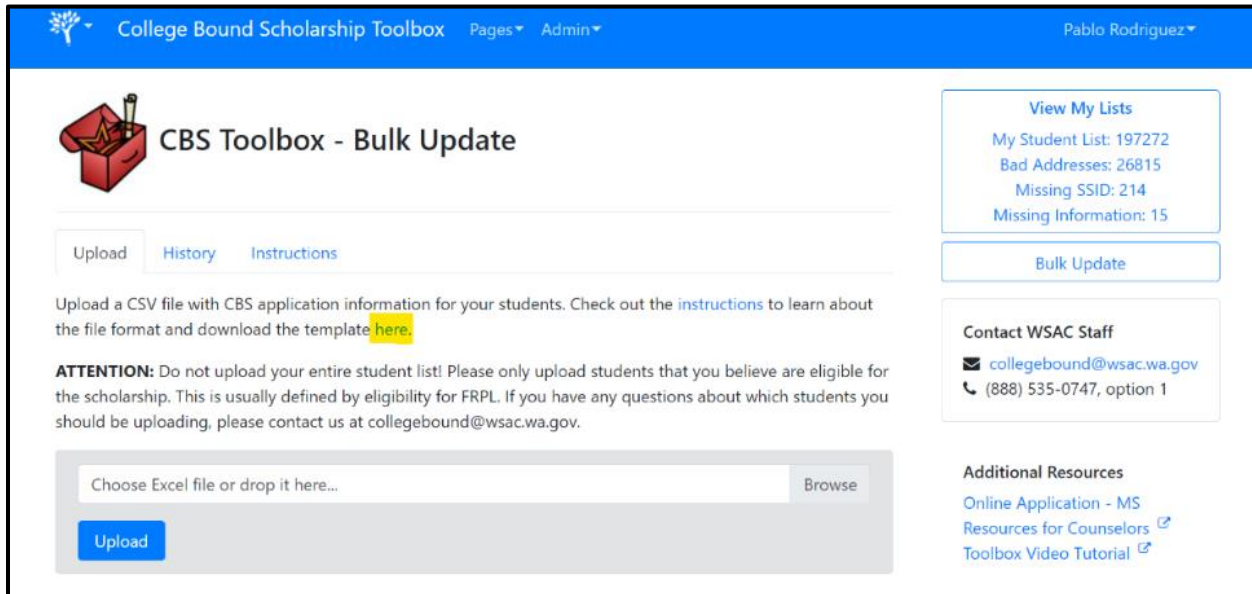 College Bound Scholarship Toolbox Pages Admin Pablo Rodriguez
CBS Toolbox - Bulk Update
Upload History Instructions
Upload a CSV file with CBS application information for your students. Check out the instructions to learn about
the file format and download the template here.
ATTENTION: Do not upload your entire student list! Please only upload students that you believe are eligible for
the scholarship. This is usually defined by eligibility for FRPL. If you have any questions about which students you
should be uploading, please contact us at collegebound@wsac.wa.gov.
Choose Excel file or drop it here... Browse
Upload
View My Lists
My Student List: 197272
Bad Addresses: 26815
Missing SSID: 214
Missing Information: 15
Bulk Update
Contact WSAC Staff
collegebound@wsac.wa.gov
(888) 535-0747, option 1
Additional Resources
Online Application - MS
Resources for Counselors
Toolbox Video Tutorial